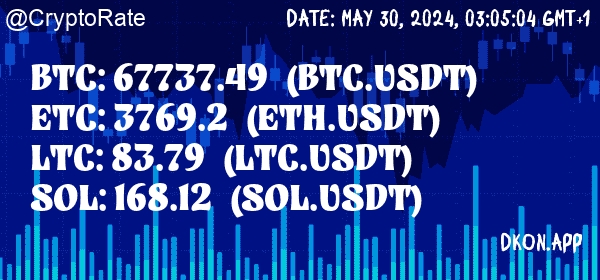 @CryptoRate
DATE: MAY 30, 2024, 03:05:04 GMT+1
BTC: 67737.49 (BTC.USDT)
ETC: 3769.2 (ETH.USDT)
LTC: 83.79 (LTC.USDT)
SOL: 168.12 (SOL.USDT)
DKON.APP